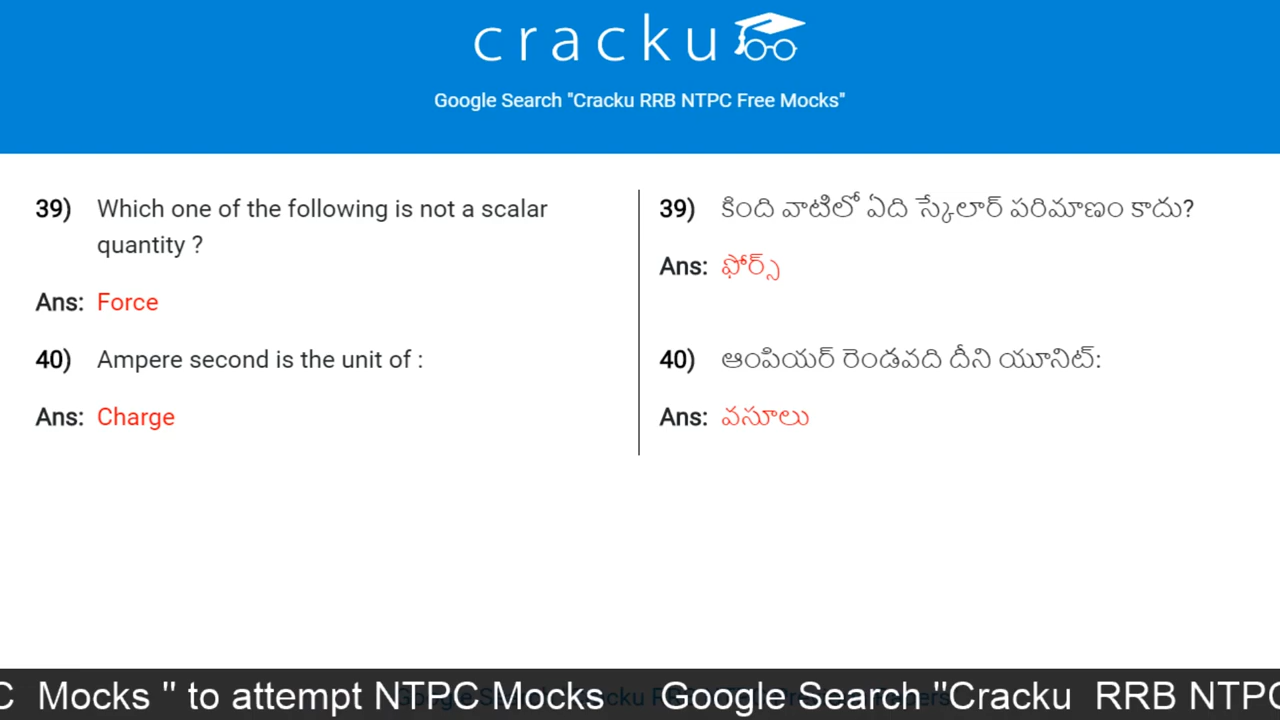 cracku
Google Search "Cracku RRB NTPC Free Mocks"
39) Which one of the following is not a scalar
quantity ?
Ans: Force
40) Ampere second is the unit of :
Ans: Charge
39) కింది వాటిలో ఏది స్కేలార్ పరిమాణం కాదు?
Ans: ఫోర్స్
40) ఆంపియర్ రెండవది దీని యూనిట్:
Ans: వసూలు
C Mocks " to attempt NTPC Mocks Google Search "Cracku RRB NTPC